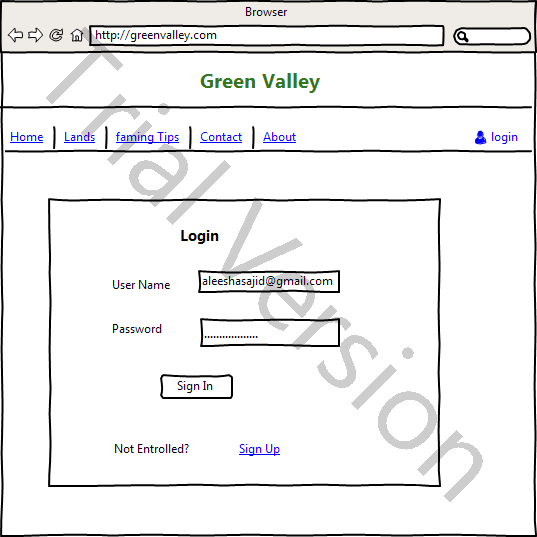 Browser
http://greenvalley.com
Green Valley
Home Lands faming Tips Contact About login
Login
User Name aleeshasajid@gmail.com
Password ..................
Sign In
Not Entrolled? Sign Up
Trial Version